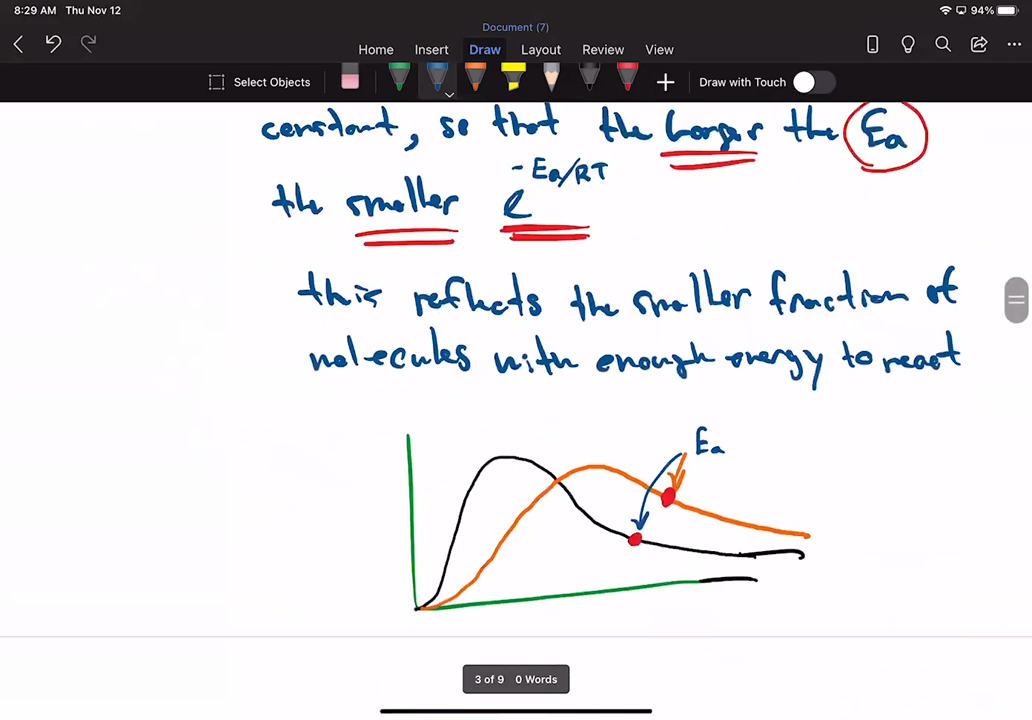 8:29 AM Thu Nov 12
94%
Document (7)
Home Insert Draw Layout Review View
Select Objects
Draw with Touch
constant, so that the larger the Ea
the smaller e^-Ea/RT
this reflects the smaller fraction of
molecules with enough energy to react
Ea
3 of 9 0 Words